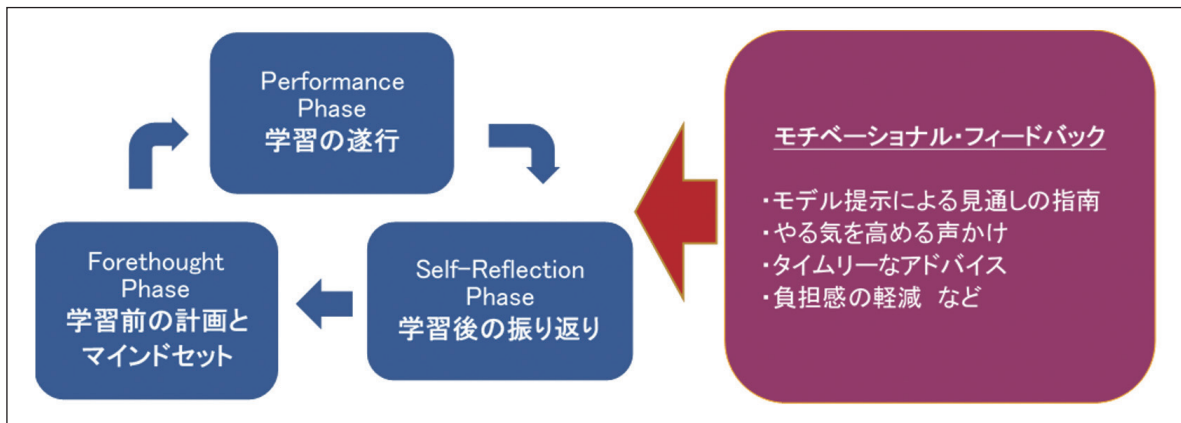 Performance
Phase
学習の遂行
Forethought
Phase
学習前の計画と
マインドセット
Self-Reflection
Phase
学習後の振り返り
モチベーショナル・フィードバック
・モデル提示による見通しの指南
・やる気を高める声かけ
・タイムリーなアドバイス
・負担感の軽減 など